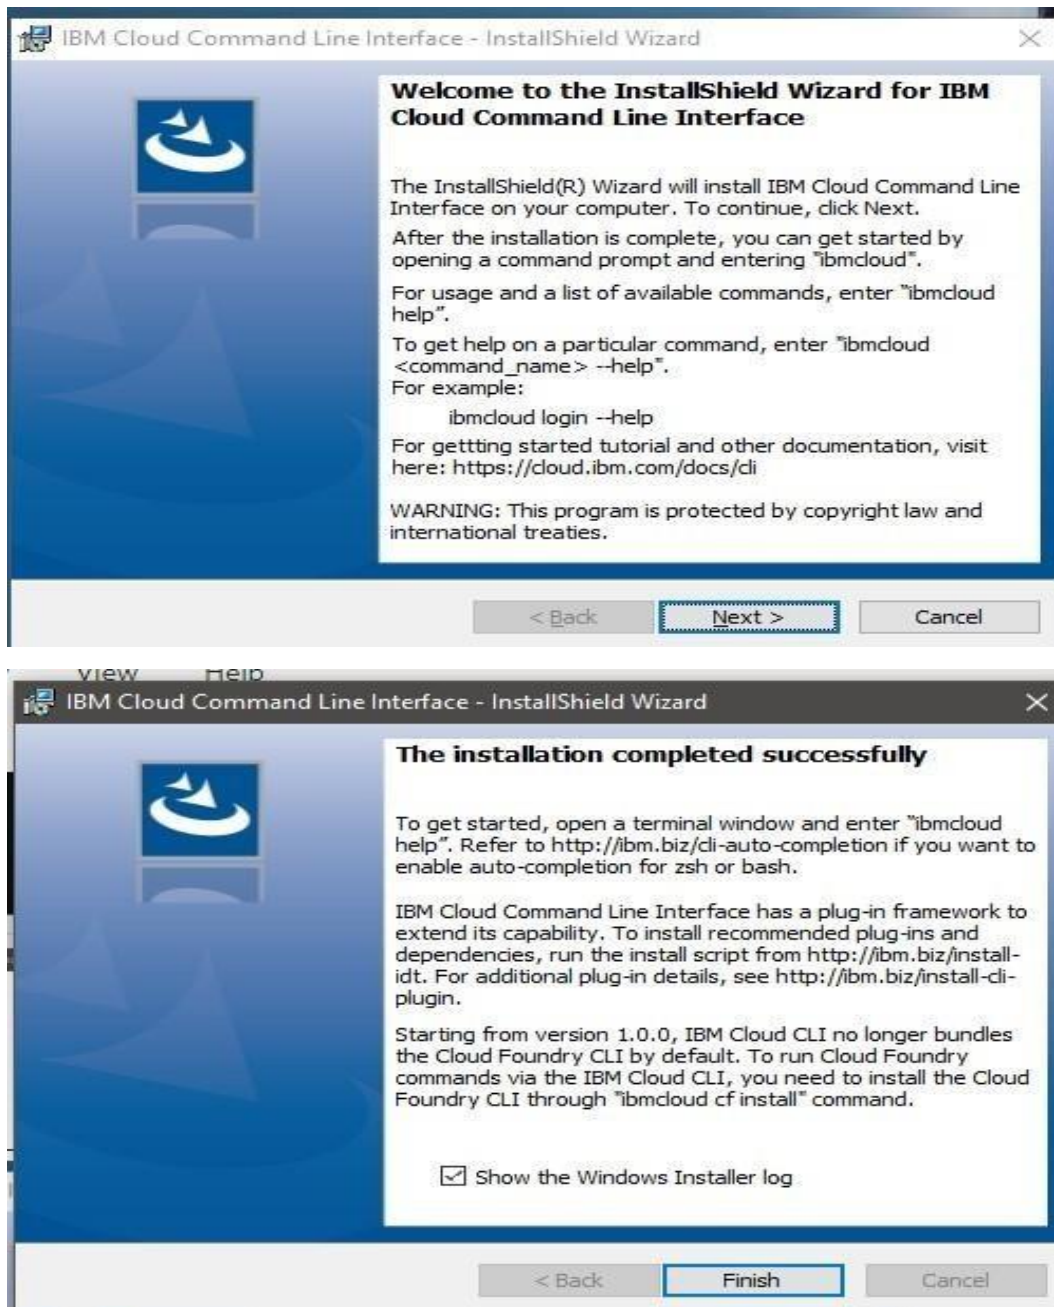 IBM Cloud Command Line Interface - InstallShield Wizard
Welcome to the InstallShield Wizard for IBM
Cloud Command Line Interface
The InstallShield(R) Wizard will install IBM Cloud Command Line
Interface on your computer. To continue, click Next.
After the installation is complete, you can get started by
opening a command prompt and entering "ibmcloud".
For usage and a list of available commands, enter "ibmcloud
help".
To get help on a particular command, enter "ibmcloud
<command_name> --help".
For example:
ibmcloud login --help
For gettting started tutorial and other documentation, visit
here: https://cloud.ibm.com/docs/cli
WARNING: This program is protected by copyright law and
international treaties.
< Back Next > Cancel
View Help
IBM Cloud Command Line Interface - InstallShield Wizard
The installation completed successfully
To get started, open a terminal window and enter "ibmcloud
help". Refer to http://ibm.biz/cli-auto-completion if you want to
enable auto-completion for zsh or bash.
IBM Cloud Command Line Interface has a plug-in framework to
extend its capability. To install recommended plug-ins and
dependencies, run the install script from http://ibm.biz/install-
idt. For additional plug-in details, see http://ibm.biz/install-cli-
plugin.
Starting from version 1.0.0, IBM Cloud CLI no longer bundles
the Cloud Foundry CLI by default. To run Cloud Foundry
commands via the IBM Cloud CLI, you need to install the Cloud
Foundry CLI through "ibmcloud cf install" command.
Show the Windows Installer log
< Back Finish Cancel